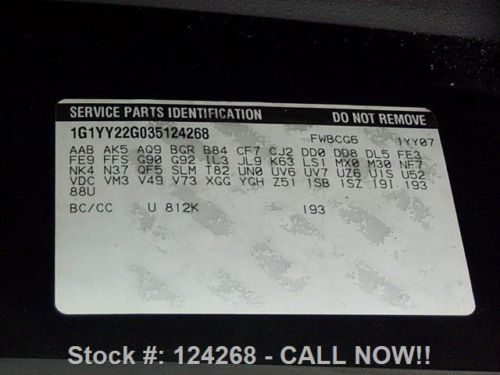 SERVICE PARTS IDENTIFICATION DO NOT REMOVE
1G1YY22G035124268 FWBCG6 1YY07
AAB AK5 AQ9 BGR B84 CF7 CJ2 DD0 DD8 DL5 FE3
FE9 FFS G90 G92 IL3 JL9 K63 LS1 MX0 M30 NF7
NK4 N37 QF5 SLM T82 UN0 UV6 UV7 UZ6 U1S U52
VDC VM3 V49 V73 XGG YGH Z51 1SB 1SZ 19I 193
88U
BC/CC U 812K 193
Stock #: 124268 - CALL NOW!!